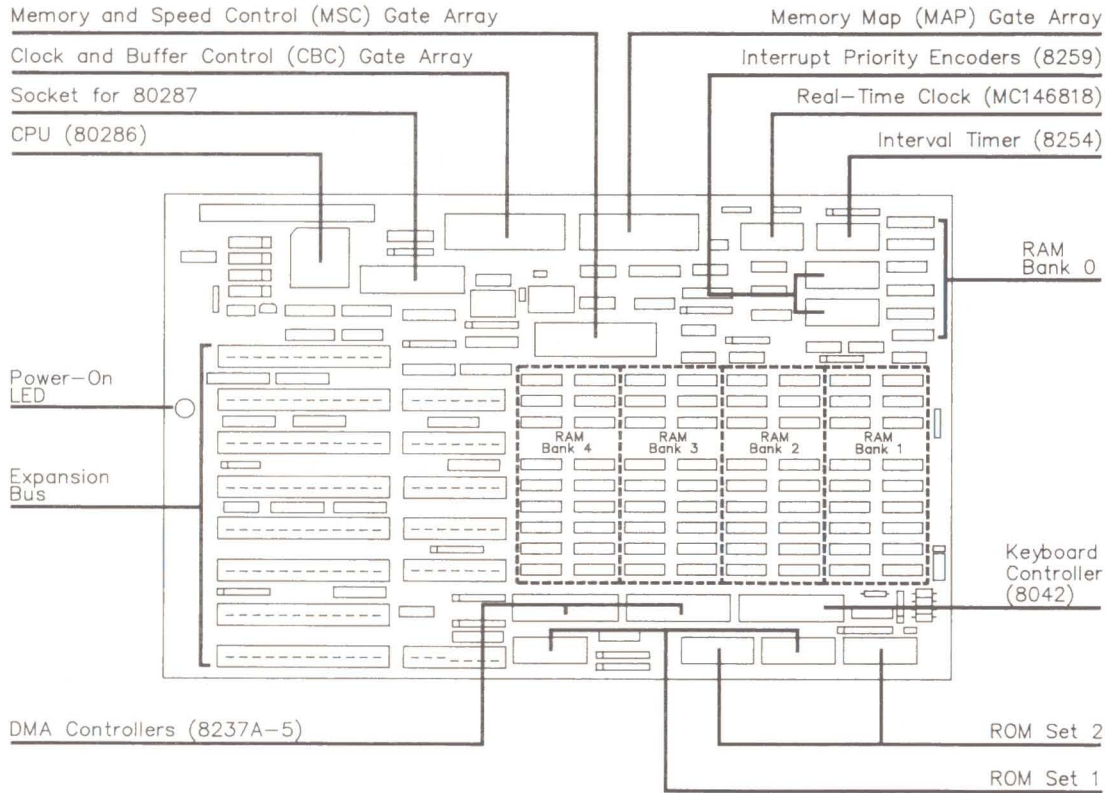 Memory and Speed Control (MSC) Gate Array
Clock and Buffer Control (CBC) Gate Array
Socket for 80287
CPU (80286)
Memory Map (MAP) Gate Array
Interrupt Priority Encoders (8259)
Real-Time Clock (MC146818)
Interval Timer (8254)
RAM
Bank 0
Power-On
LED
Expansion
Bus
RAM
Bank 4
RAM
Bank 3
RAM
Bank 2
RAM
Bank 1
Keyboard
Controller
(8042)
DMA Controllers (8237A-5)
ROM Set 2
ROM Set 1